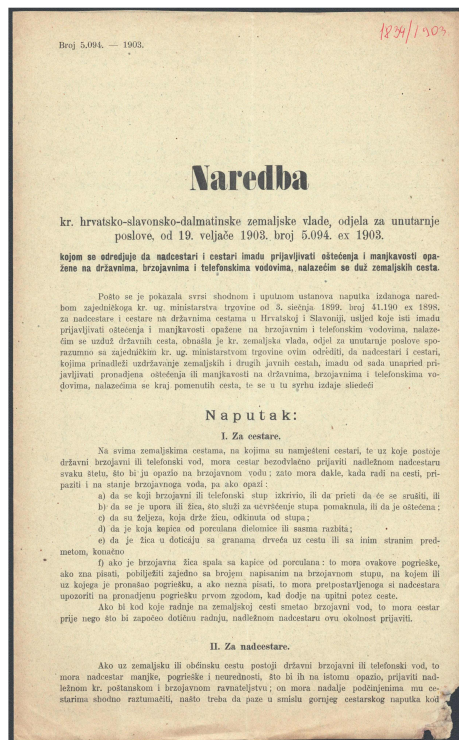 1834/1903.
Broj 5.094. — 1903.
Naredba
kr. hrvatsko-slavonsko-dalmatinske zemaljske vlade, odjela za unutarnje
poslove, od 19. veljače 1903. broj 5.094. ex 1903.
kojom se odredjuje da nadcestari i cestari imadu prijavljivati oštećenja i manjkavosti opa-
žene na državnim, brzojavnim i telefonskima vodovima, nalazećim se duž zemaljskih cesta.
Pošto se je pokazala svrsi shodnom i uputnom ustanova naputka izdanoga nared-
bom zajedničkoga kr. ug. ministarstva trgovine od 3. siečnja 1899. broj 41.190 ex 1898.
za nadcestare i cestare na državnima cestama u Hrvatskoj i Slavoniji, usljed koje isti imadu
prijavljivati oštećenja i manjkavosti opažene na brzojavnim i telefonskim vodovima, nalaze-
ćim se uzduž državnih cesta, obnašla je kr. zemaljska vlada, odjel za unutarnje poslove spo-
razumno sa zajedničkim kr. ug. ministarstvom trgovine ovim odrediti, da nadcestari i cestari,
kojima prinadleži uzdržavanje zemaljskih i drugih javnih cestah, imadu od sada unapried pri-
javljivati pronadjena oštećenja ili manjkavosti na državnim, brzojavnima i telefonskima vo-
dovima, nalazećima se kraj pomenutih cesta, te se u tu svrhu izdaje sliedeći
Naputak:
I. Za cestare.
Na svima zemaljskima cestama, na kojima su namješteni cestari, te uz koje postoje
državni brzojavni ili telefonski vod, mora cestar bezodvlačno prijaviti nadležnom nadcestaru
svaku štetu, što bi ju opazio na brzojavnom vodu; zato mora dakle, kada radi na cesti, pri-
paziti i na stanje brzojavnoga voda, pa ako opazi:
a) da se koji brzojavni ili telefonski stup izkrivio, ili da prieti da će se srušiti, ili
b) da se je upora ili žica, što služi za učvršćenje stupa pomaknula, ili da je oštećena;
c) da su željeza, koja drže žicu, odkinuta od stupa;
d) da je koja kapica od porculana dielomice ili sasma razbita;
e) da je žica u doticaju sa granama drveća uz cestu ili sa inim stranim pred-
metom, konačno
f) ako je brzojavna žica spala sa kapice od porculana: to mora ovakove pogrieške,
ako zna pisati, pobilježiti zajedno sa brojem napisanim na brzojavnom stupu, na kojem ili
uz kojega je pronašao pogriešku, a ako nezna pisati, to mora pretpostavljenoga si nadcestara
upozoriti na pronadjenu pogriešku prvom zgodom, kad dodje na upitni potez ceste.
Ako bi kod koje radnje na zemaljskoj cesti smetao brzojavni vod, to mora cestar
prije nego što bi započeo dotičnu radnju, nadležnom nadcestaru ovu okolnost prijaviti.
II. Za nadcestare.
Ako uz zemaljsku ili občinsku cestu postoji državni brzojavni ili telefonski vod, to
mora nadcestar manjke, pogrieške i neurednosti, što bi ih na istomu opazio, prijaviti nad-
ležnom kr. poštanskom i brzojavnom ravnateljstvu; on mora nadalje podčinjenima mu ce-
starima shodno raztumačiti, našto treba da paze u smislu gornjeg cestarskog naputka kod